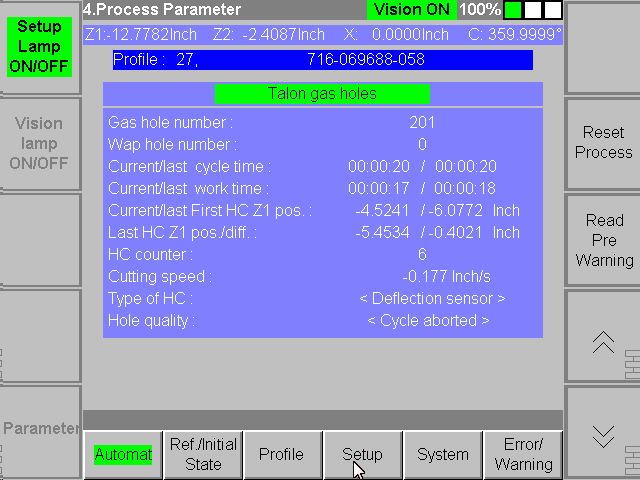 4.Process Parameter Vision ON 100%
Setup
Lamp
ON/OFF
Z1:-12.7782Inch Z2: -2.4087Inch X: 0.0000Inch C: 359.9999°
Profile : 27, 716-069688-058
Talon gas holes
Vision
lamp
ON/OFF
Gas hole number : 201
Wap hole number : 0
Current/last cycle time : 00:00:20 / 00:00:20
Current/last work time : 00:00:17 / 00:00:18
Current/last First HC Z1 pos. : -4.5241 / -6.0772 Inch
Last HC Z1 pos./diff. : -5.4534 / -0.4021 Inch
HC counter : 6
Cutting speed : -0.177 Inch/s
Type of HC : < Deflection sensor >
Hole quality : < Cycle aborted >
Reset
Process
Read
Pre
Warning
Parameter
Automat
Ref./Initial
State
Profile
Setup
System
Error/
Warning